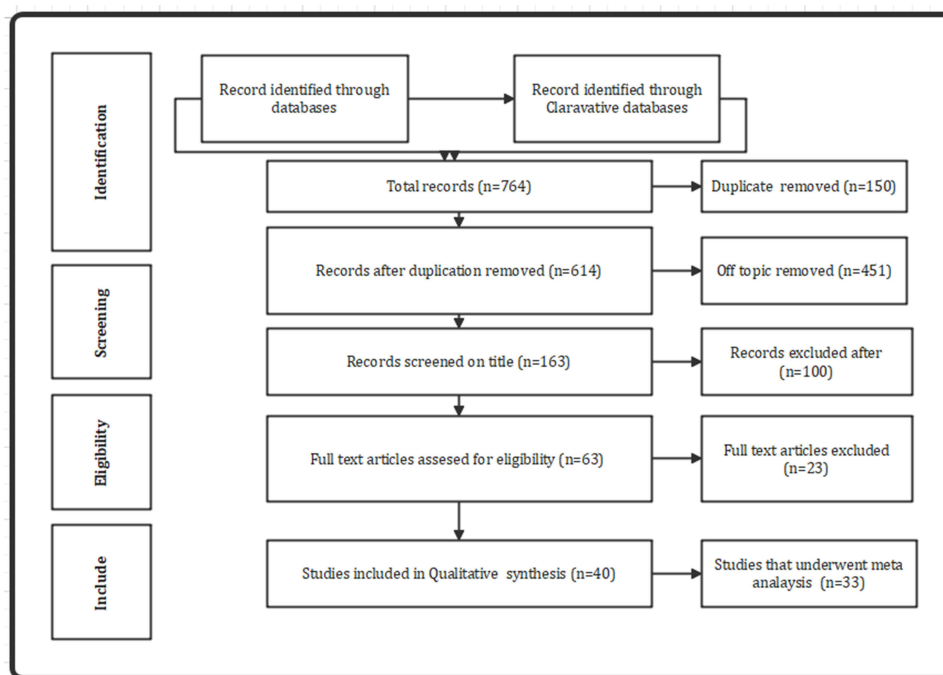 Identification
Record identified through
databases
Record identified through
Claravative databases
Total records (n=764)
Duplicate removed (n=150)
Records after duplication removed (n=614)
Off topic removed (n=451)
Screening
Records screened on title (n=163)
Records excluded after
(n=100)
Eligibility
Full text articles assesed for eligibility (n=63)
Full text articles excluded
(n=23)
Include
Studies included in Qualitative synthesis (n=40)
Studies that underwent meta
analaysis (n=33)